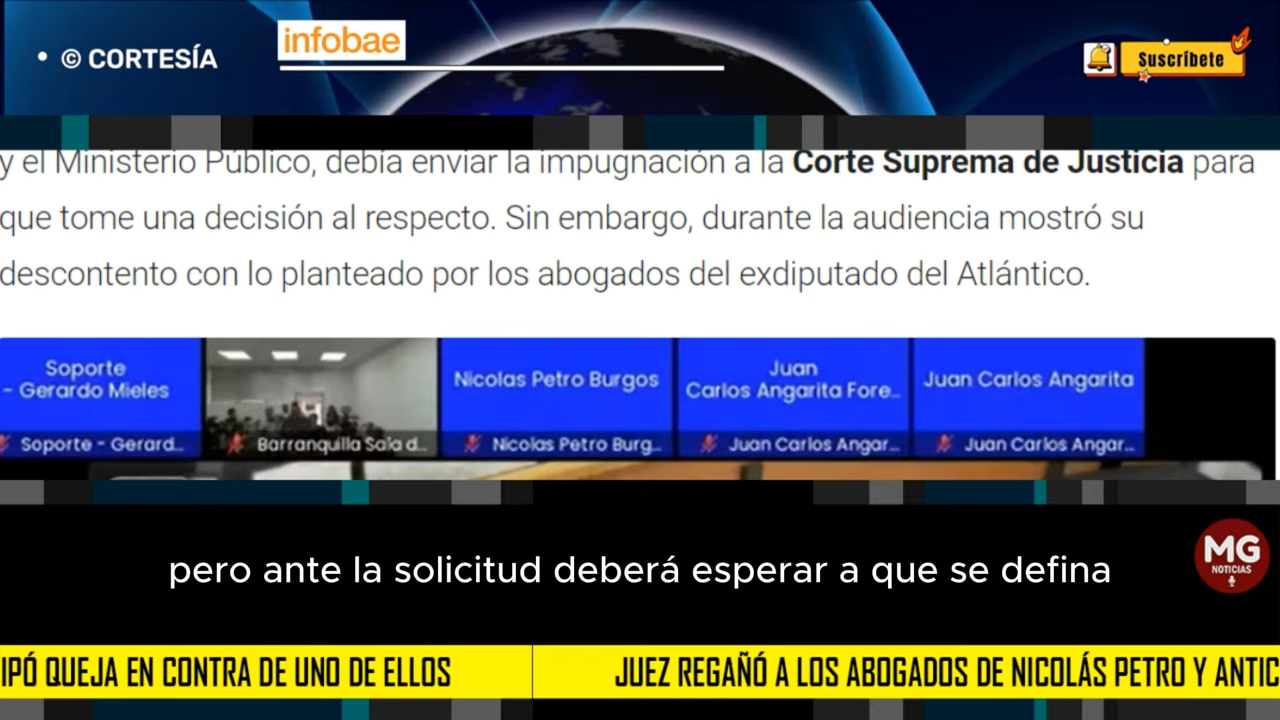 • © CORTESÍA
infobae
Suscríbete
y el Ministerio Público, debía enviar la impugnación a la Corte Suprema de Justicia para
que tome una decisión al respecto. Sin embargo, durante la audiencia mostró su
descontento con lo planteado por los abogados del exdiputado del Atlántico.
Soporte
- Gerardo Mieles
Soporte - Gerard...
Barranquilla Sala d...
Nicolas Petro Burgos
Nicolas Petro Burg...
Juan
Carlos Angarita Fore...
Juan Carlos Angar...
Juan Carlos Angarita
Juan Carlos Angar...
pero ante la solicitud deberá esperar a que se defina
MG
NOTICIAS
IPÓ QUEJA EN CONTRA DE UNO DE ELLOS
JUEZ REGAÑÓ A LOS ABOGADOS DE NICOLÁS PETRO Y ANTIC